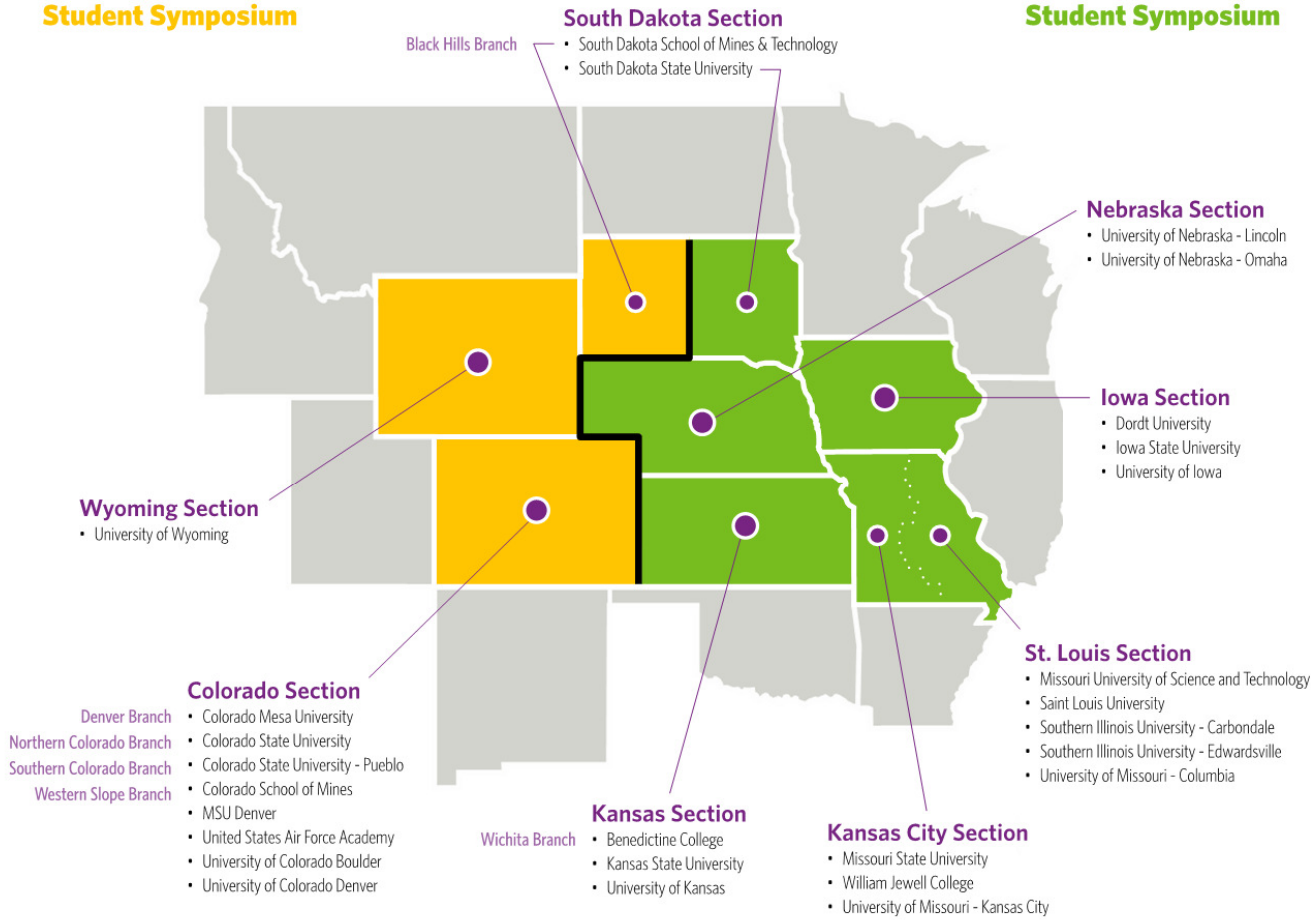 Student Symposium
Student Symposium
South Dakota Section
Black Hills Branch
• South Dakota School of Mines & Technology
• South Dakota State University
Nebraska Section
• University of Nebraska - Lincoln
• University of Nebraska - Omaha
Iowa Section
• Dordt University
• Iowa State University
• University of Iowa
Wyoming Section
• University of Wyoming
St. Louis Section
• Missouri University of Science and Technology
• Saint Louis University
• Southern Illinois University - Carbondale
• Southern Illinois University - Edwardsville
• University of Missouri - Columbia
Colorado Section
Denver Branch
Northern Colorado Branch
Southern Colorado Branch
Western Slope Branch
• Colorado Mesa University
• Colorado State University
• Colorado State University - Pueblo
• Colorado School of Mines
• MSU Denver
• United States Air Force Academy
• University of Colorado Boulder
• University of Colorado Denver
Kansas Section
Wichita Branch
• Benedictine College
• Kansas State University
• University of Kansas
Kansas City Section
• Missouri State University
• William Jewell College
• University of Missouri - Kansas City